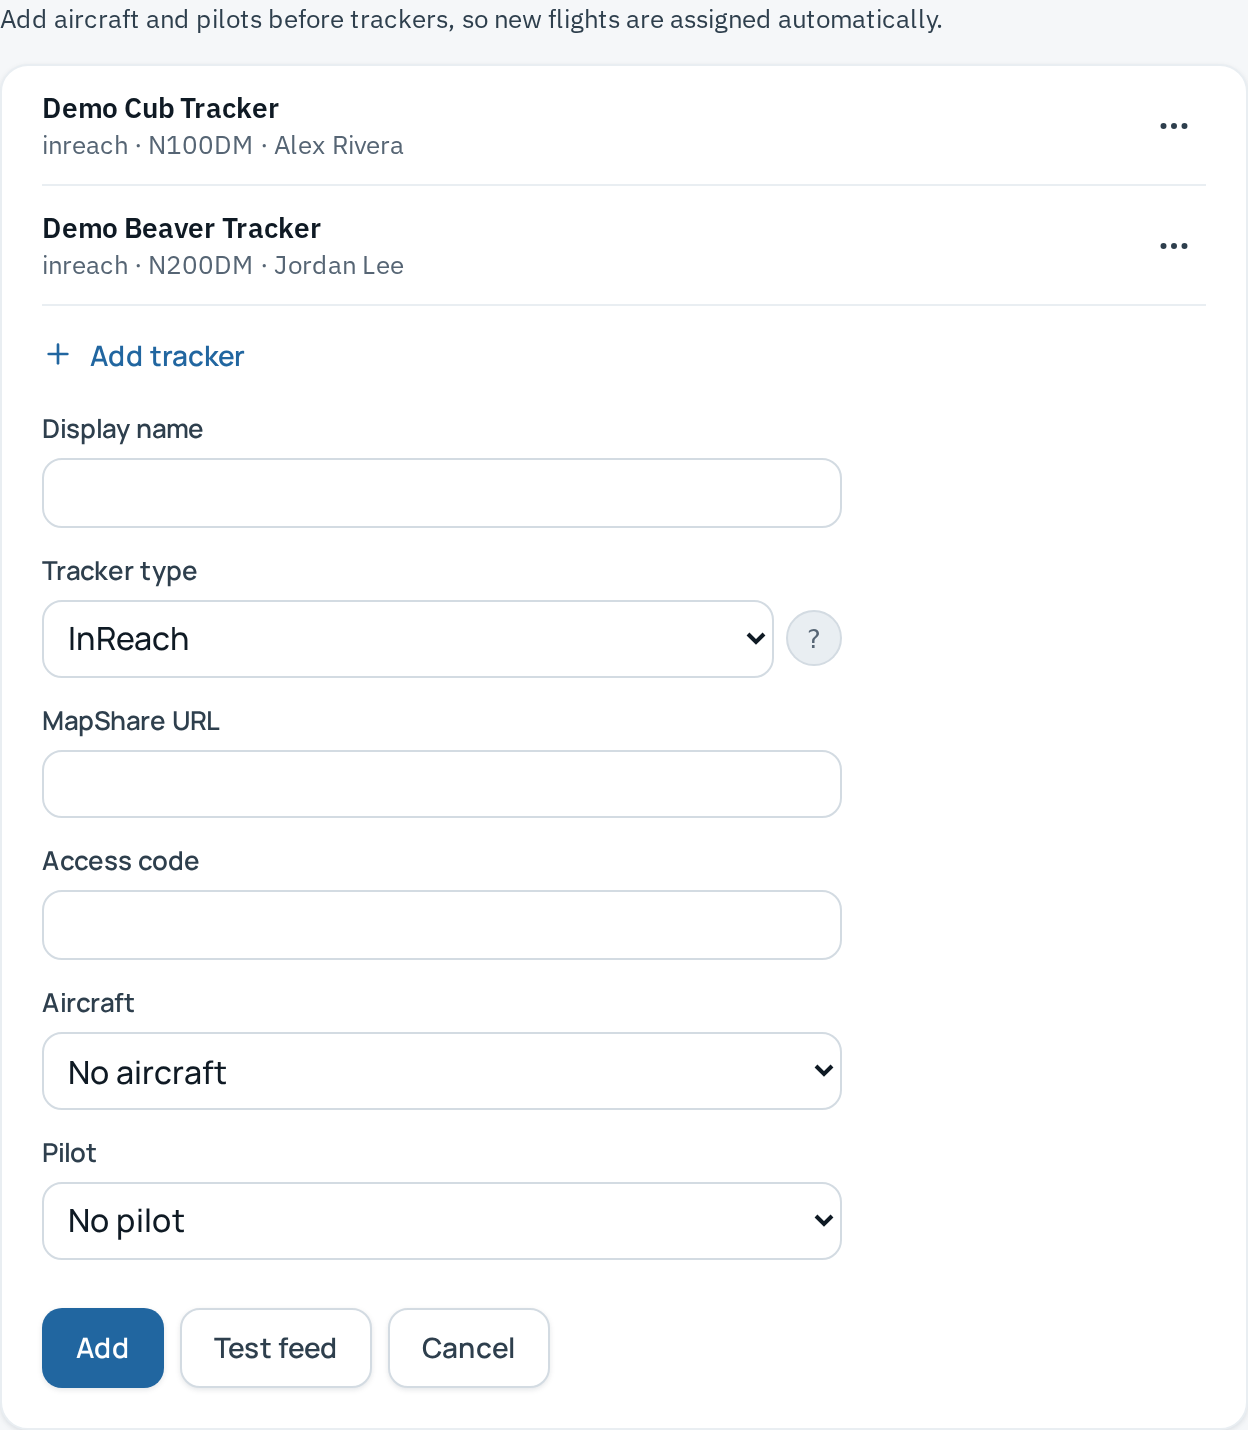 Add aircraft and pilots before trackers, so new flights are assigned automatically.
Demo Cub Tracker
inreach · N100DM · Alex Rivera
Demo Beaver Tracker
inreach · N200DM · Jordan Lee
+ Add tracker
Display name
Tracker type
InReach
?
MapShare URL
Access code
Aircraft
No aircraft
Pilot
No pilot
Add Test feed Cancel